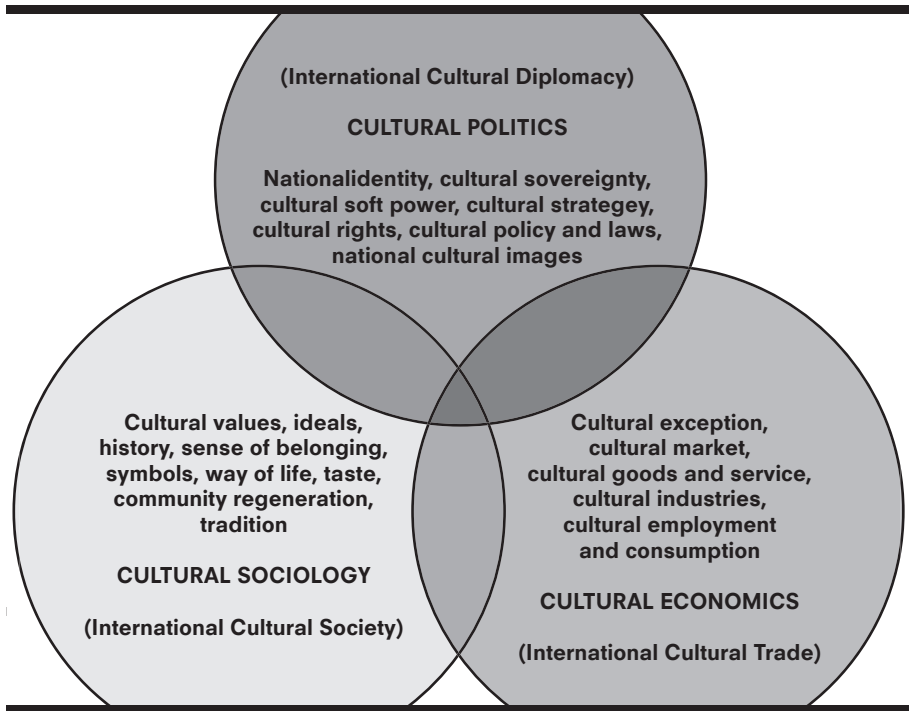 (International Cultural Diplomacy)
CULTURAL POLITICS
Nationalidentity, cultural sovereignty,
cultural soft power, cultural strategey,
cultural rights, cultural policy and laws,
national cultural images
Cultural values, ideals,
history, sense of belonging,
symbols, way of life, taste,
community regeneration,
tradition
CULTURAL SOCIOLOGY
(International Cultural Society)
Cultural exception,
cultural market,
cultural goods and service,
cultural industries,
cultural employment
and consumption
CULTURAL ECONOMICS
(International Cultural Trade)